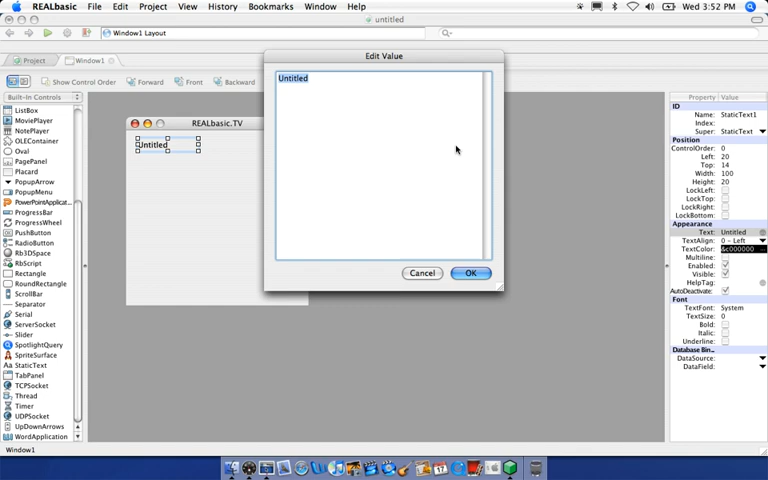 REALbasic File Edit Project View History Bookmarks Window Help Wed 3:52 PM
untitled
Window1 Layout
Project Window1
Show Control Order Forward Front Backward
Built-In Controls
ListBox
MoviePlayer
NotePlayer
OLEContainer
Oval
PagePanel
Placard
PopupArrow
PopupMenu
PowerPointApplicat...
ProgressBar
ProgressWheel
PushButton
RadioButton
Rb3DSpace
RbScript
Rectangle
RoundRectangle
ScrollBar
Separator
Serial
ServerSocket
Slider
SpotlightQuery
SpriteSurface
StaticText
TabPanel
TCPSocket
Thread
Timer
UDPSocket
UpDownArrows
WordApplication
REALbasic.TV
Untitled
Edit Value
Untitled
Cancel OK
Property Value
ID
Name: StaticText1
Index:
Super: StaticText
Position
ControlOrder: 0
Left: 20
Top: 14
Width: 100
Height: 20
LockLeft:
LockTop:
LockRight:
LockBottom:
Appearance
Text: Untitled
TextAlign: 0 - Left
TextColor: &c000000
Multiline:
Enabled:
Visible:
HelpTag:
AutoDeactivate:
Font
TextFont: System
TextSize: 0
Bold:
Italic:
Underline:
Database Bin...
DataSource:
DataField:
Window1